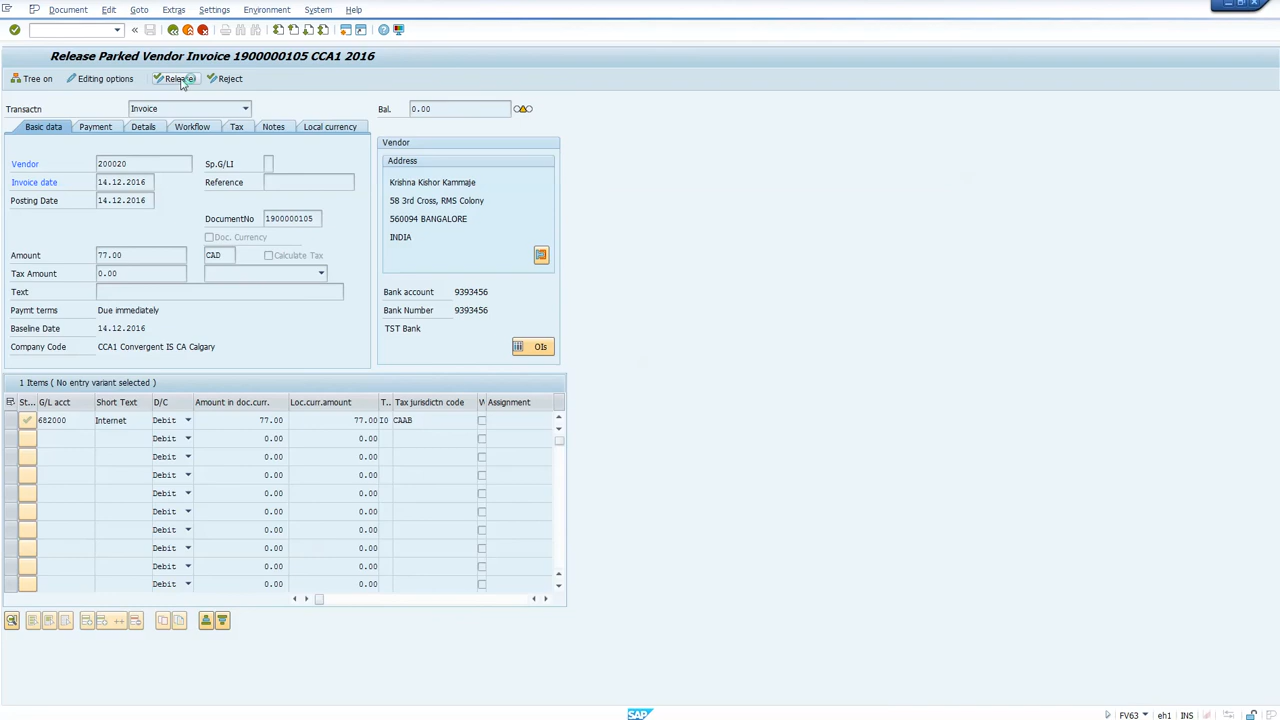 Document Edit Goto Extras Settings Environment System Help
Release Parked Vendor Invoice 1900000105 CCA1 2016
Tree on Editing options Release Reject
Transactn Invoice Bal. 0.00
Basic data Payment Details Workflow Tax Notes Local currency
Vendor 200020 Sp.G/LI
Invoice date 14.12.2016 Reference
Posting Date 14.12.2016
DocumentNo 1900000105
Doc. Currency
Amount 77.00 CAD Calculate Tax
Tax Amount 0.00
Text
Paymt terms Due immediately
Baseline Date 14.12.2016
Company Code CCA1 Convergent IS CA Calgary
Vendor
Address
Krishna Kishor Kammaje
58 3rd Cross, RMS Colony
560094 BANGALORE
INDIA
Bank account 9393456
Bank Number 9393456
TST Bank
OIs
1 Items ( No entry variant selected )
St... G/L acct Short Text D/C Amount in doc.curr. Loc.curr.amount T.. Tax jurisdictn code W Assignment
682000 Internet Debit 77.00 77.00 I0 CAAB
Debit 0.00 0.00
Debit 0.00 0.00
Debit 0.00 0.00
Debit 0.00 0.00
Debit 0.00 0.00
Debit 0.00 0.00
Debit 0.00 0.00
Debit 0.00 0.00
Debit 0.00 0.00
SAP FV63 eh1 INS